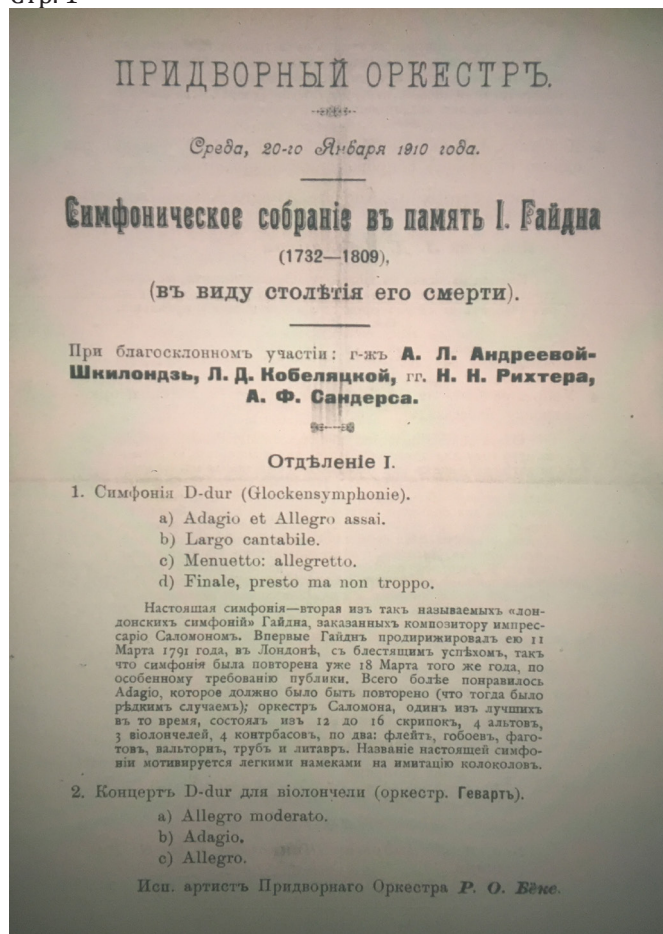 Стр. 1
ПРИДВОРНЫЙ ОРКЕСТРЪ.
Среда, 20-го Января 1910 года.
Симфоническое собраніе въ память І. Гайдна
(1732—1809),
(въ виду столѣтія его смерти).
При благосклонномъ участіи: г-жъ А. Л. Андреевой-
Шкилондзь, Л. Д. Кобеляцкой, гг. Н. Н. Рихтера,
А. Ф. Сандерса.
Отдѣленіе I.
1. Симфонія D-dur (Glockensymphonie).
a) Adagio et Allegro assai.
b) Largo cantabile.
c) Menuetto: allegretto.
d) Finale, presto ma non troppo.
Настоящая симфонія—вторая изъ такъ называемыхъ «лон-
донскихъ симфоній» Гайдна, заказанныхъ композитору импрес-
саріо Саломономъ. Впервые Гайднъ продирижировалъ ею 11
Марта 1791 года, въ Лондонѣ, съ блестящимъ успѣхомъ, такъ
что симфонія была повторена уже 18 Марта того же года, по
особенному требованію публики. Всего болѣе понравилось
Adagio, которое должно было быть повторено (что тогда было
рѣдкимъ случаемъ); оркестръ Саломона, одинъ изъ лучшихъ
въ то время, состоялъ изъ 12 до 16 скрипокъ, 4 альтовъ,
3 віолончелей, 4 контрбасовъ, по два: флейтъ, гобоевъ, фаго-
товъ, вальторнъ, трубъ и литавръ. Названіе настоящей симфо-
ніи мотивируется легкими намеками на имитацію колоколовъ.
2. Концертъ D-dur для віолончели (оркестр. Гевартъ).
a) Allegro moderato.
b) Adagio.
c) Allegro.
Исп. артистъ Придворнаго Оркестра Р. О. Бёке.